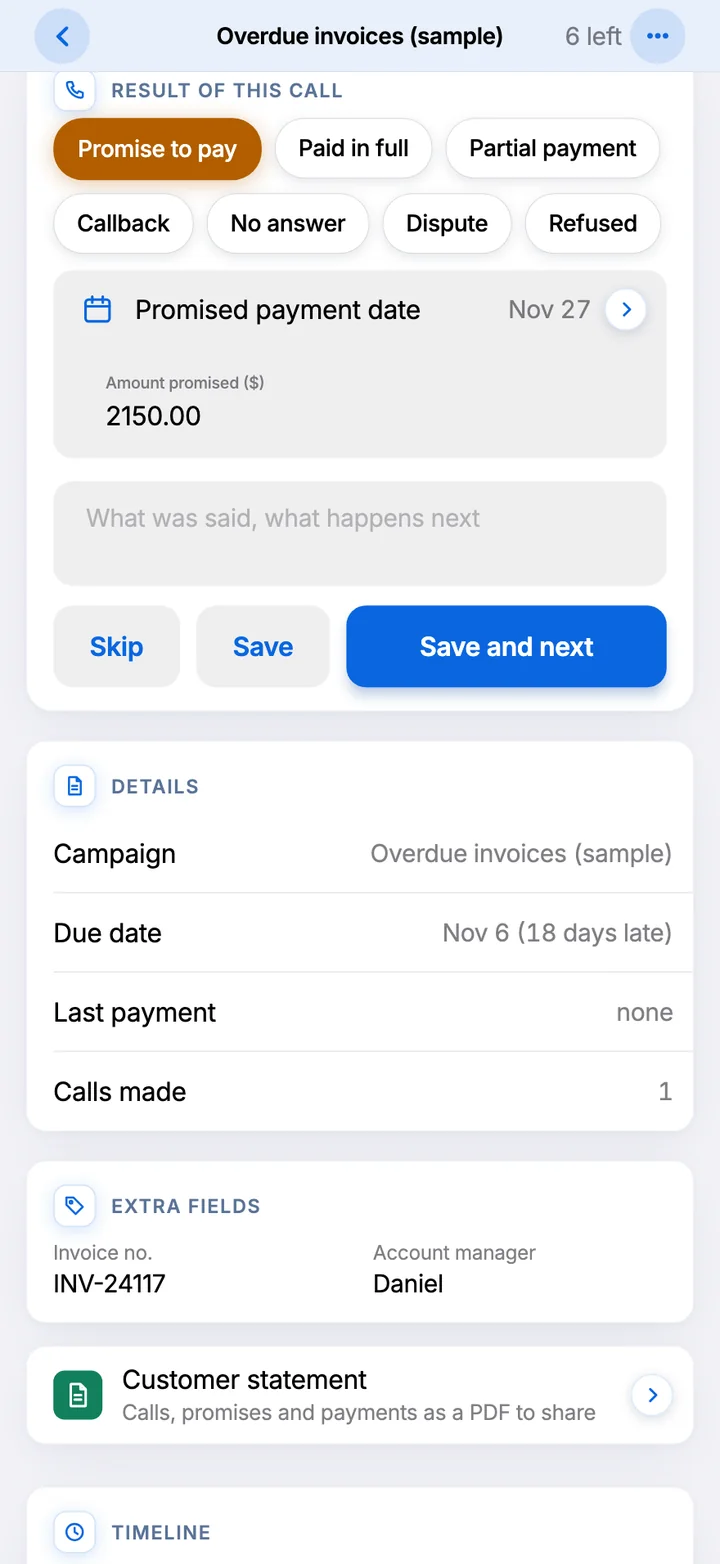 Overdue invoices (sample)
6 left
RESULT OF THIS CALL
Promise to pay
Paid in full
Partial payment
Callback
No answer
Dispute
Refused
Promised payment date
Nov 27
Amount promised ($)
2150.00
What was said, what happens next
Skip
Save
Save and next
DETAILS
Campaign
Overdue invoices (sample)
Due date
Nov 6 (18 days late)
Last payment
none
Calls made
1
EXTRA FIELDS
Invoice no.
Account manager
INV-24117
Daniel
Customer statement
Calls, promises and payments as a PDF to share
TIMELINE